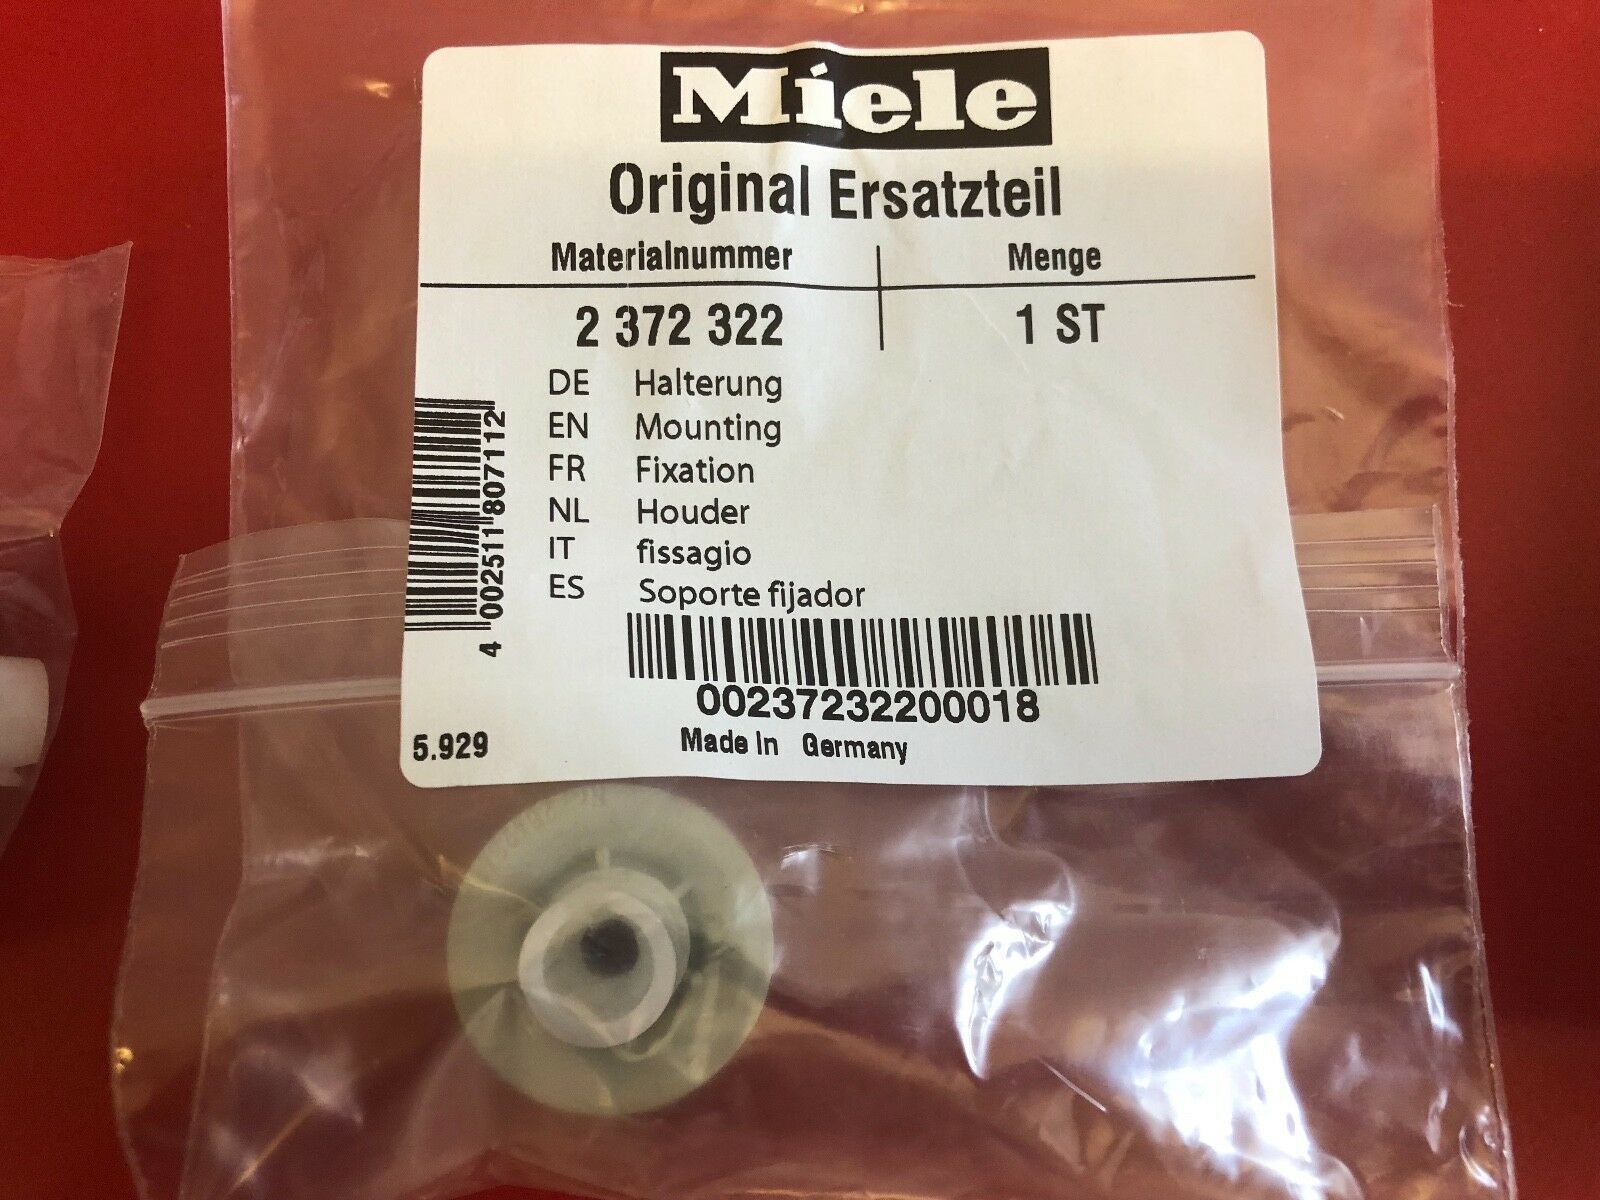 Miele
Original Ersatzteil
Materialnummer Menge
2 372 322 1 ST
DE Halterung
EN Mounting
FR Fixation
NL Houder
IT fissagio
ES Soporte fijador
4 002511 807112
00237232200018
5.929 Made In Germany